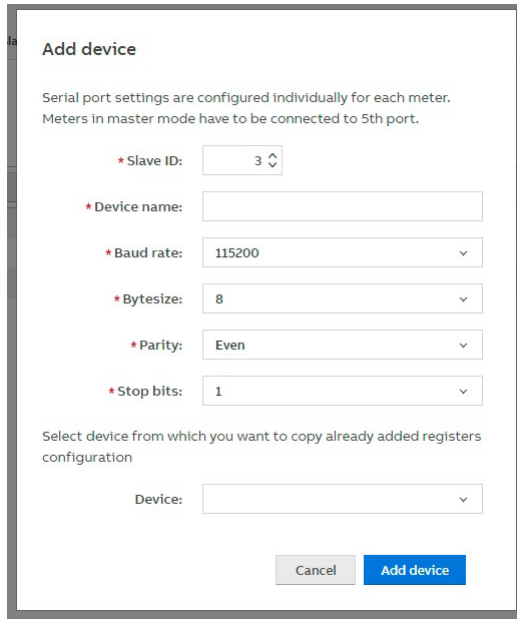 Add device
Serial port settings are configured individually for each meter.
Meters in master mode have to be connected to 5th port.
* Slave ID: 3
* Device name:
* Baud rate: 115200
* Bytesize: 8
* Parity: Even
* Stop bits: 1
Select device from which you want to copy already added registers
configuration
Device:
Cancel Add device